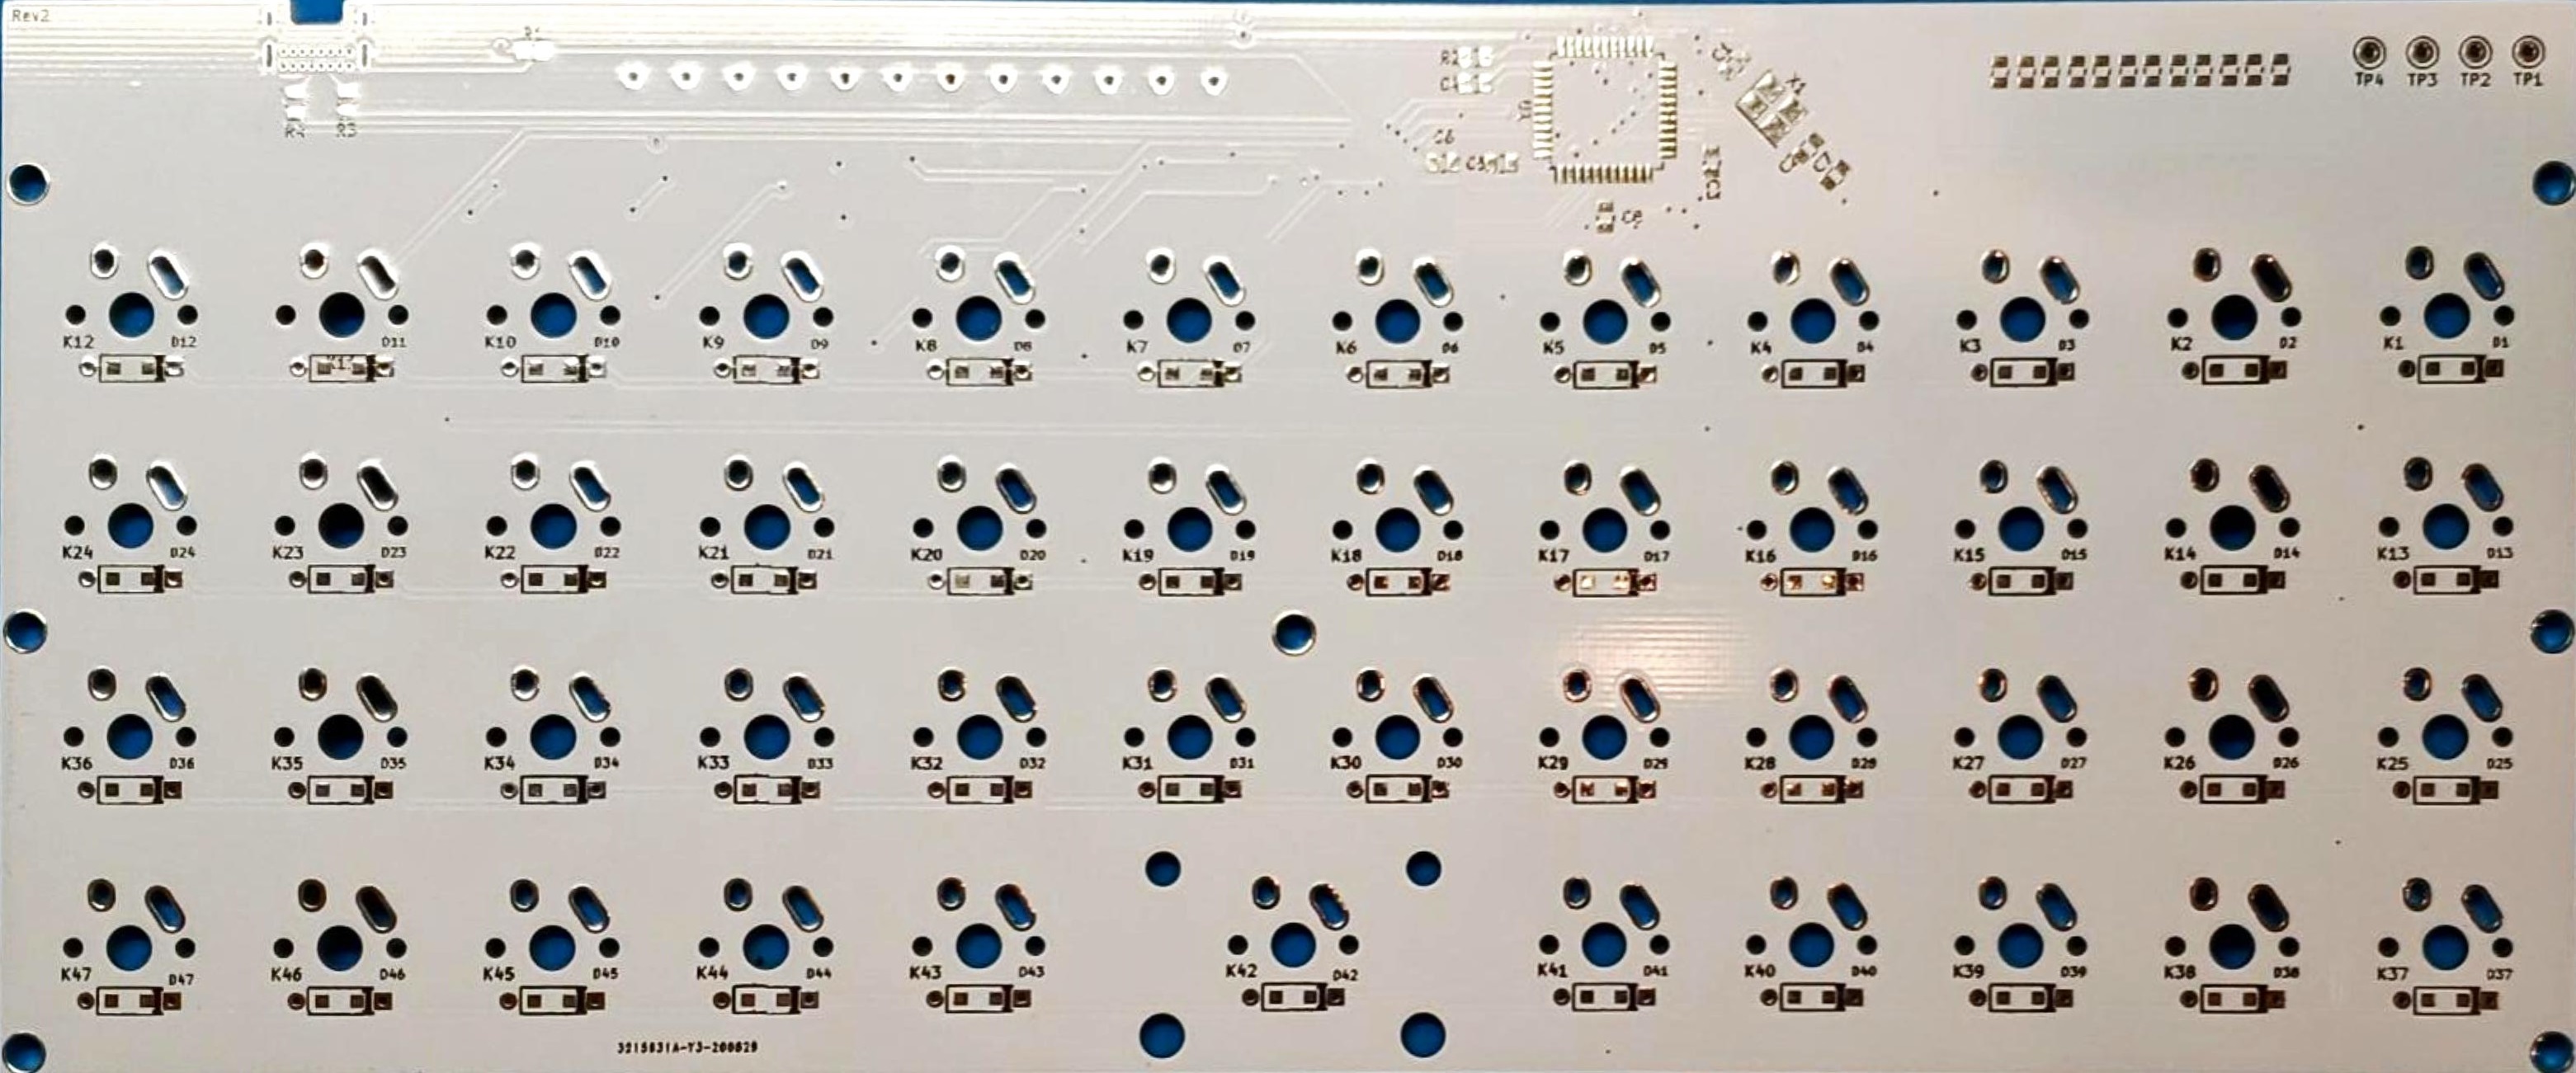 Rev2
R2
C4
X1
TP4 TP3 TP2 TP1
R4 R3
C6
C3
C8
K12 D12 K11 D11 K10 D10 K9 D9 K8 D8 K7 D7 K6 D6 K5 D5 K4 D4 K3 D3 K2 D2 K1 D1
K24 D24 K23 D23 K22 D22 K21 D21 K20 D20 K19 D19 K18 D18 K17 D17 K16 D16 K15 D15 K14 D14 K13 D13
K36 D36 K35 D35 K34 D34 K33 D33 K32 D32 K31 D31 K30 D30 K29 D29 K28 D28 K27 D27 K26 D26 K25 D25
K47 D47 K46 D46 K45 D45 K44 D44 K43 D43 K42 D42 K41 D41 K40 D40 K39 D39 K38 D38 K37 D37
3215831A-Y3-200829